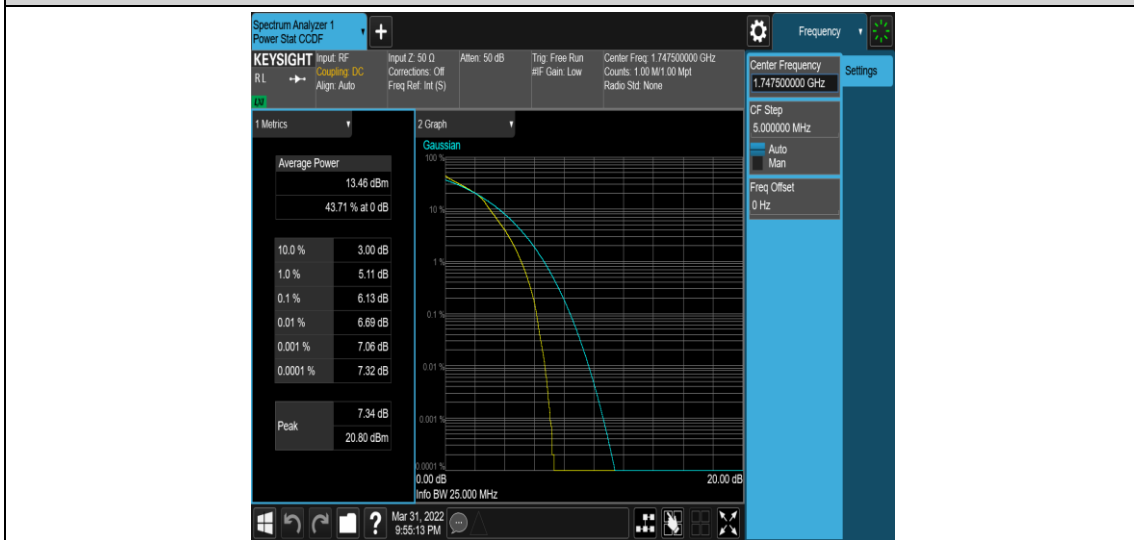 Spectrum Analyzer 1
Power Stat CCDF
+
Frequency
KEYSIGHT
Input: RF
Input Z: 50 Ω
Atten: 50 dB
Trig: Free Run
Center Freq: 1.747500000 GHz
RL
Coupling: DC
Corrections: Off
#IF Gain: Low
Counts: 1.00 M/1.00 Mpt
Align: Auto
Freq Ref: Int (S)
Radio Std: None
Center Frequency
1.747500000 GHz
Settings
CF Step
5.000000 MHz
Auto
Man
Freq Offset
0 Hz
1 Metrics
Average Power
13.46 dBm
43.71 % at 0 dB
10.0 % 3.00 dB
1.0 % 5.11 dB
0.1 % 6.13 dB
0.01 % 6.69 dB
0.001 % 7.06 dB
0.0001 % 7.32 dB
Peak
7.34 dB
20.80 dBm
2 Graph
Gaussian
100 %
10 %
1 %
0.1 %
0.01 %
0.001 %
0.0001 %
0.00 dB
20.00 dB
Info BW 25.000 MHz
?
Mar 31, 2022
9:55:13 PM